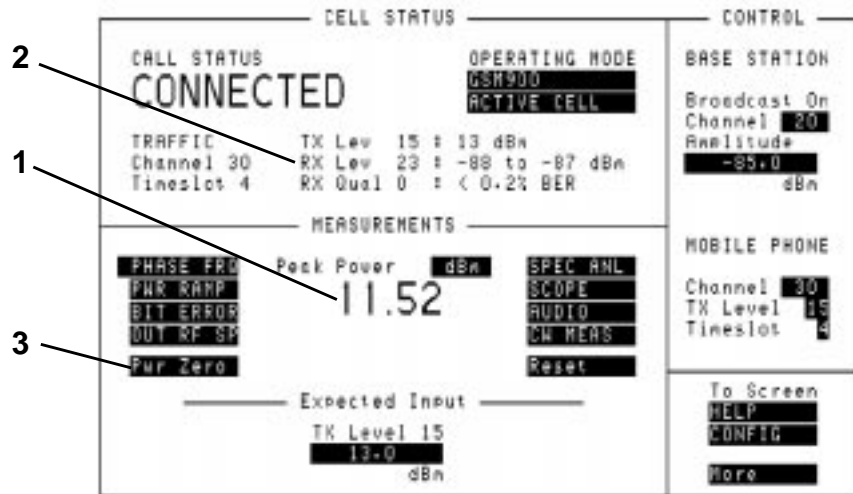 CELL STATUS
CALL STATUS
CONNECTED
OPERATING MODE
GSM900
ACTIVE CELL
TRAFFIC
Channel 30
Timeslot 4
TX Lev 15 : 13 dBm
RX Lev 23 : -88 to -87 dBm
RX Qual 0 : < 0.2% BER
2
1
3
MEASUREMENTS
PHASE FRQ
PWR RAMP
BIT ERROR
OUT RF SP
Pwr Zero
Peak Power dBm
11.52
SPEC ANL
SCOPE
AUDIO
CW MEAS
Reset
Expected Input
TX Level 15
13.0
dBm
CONTROL
BASE STATION
Broadcast On
Channel 20
Amplitude
-85.0
dBm
MOBILE PHONE
Channel 30
TX Level 15
Timeslot 4
To Screen
HELP
CONFIG
More